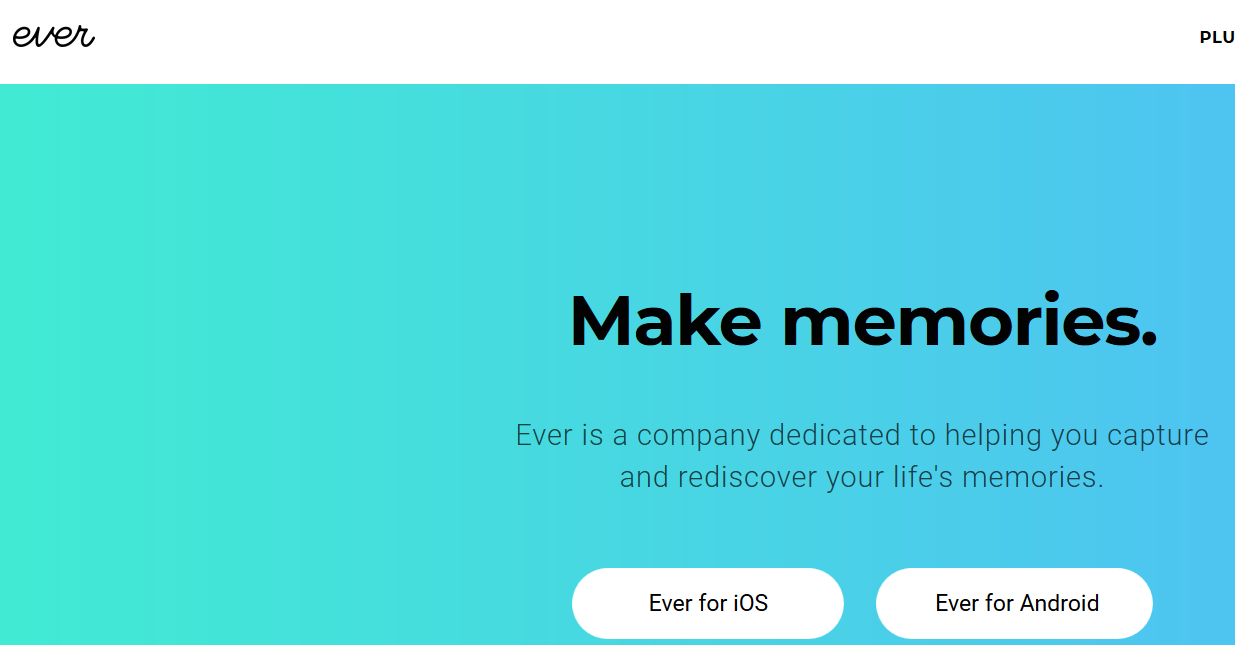 ever
PLU
Make memories.
Ever is a company dedicated to helping you capture
and rediscover your life's memories.
Ever for iOS
Ever for Android